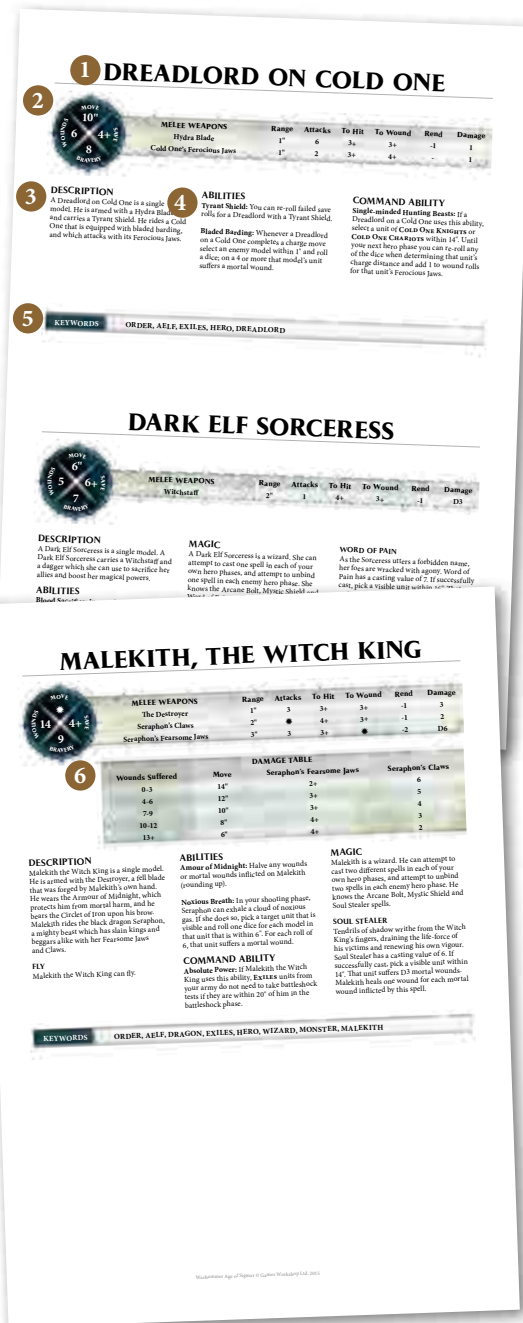 1 DREADLORD ON COLD ONE
2
MOVE
10"
WOUNDS 6 4+ SAVE
8
BRAVERY
MELEE WEAPONS Range Attacks To Hit To Wound Rend Damage
Hydra Blade 1" 6 3+ 3+ -1 1
Cold One's Ferocious Jaws 1" 2 3+ 4+ - 1
3 DESCRIPTION
A Dreadlord on Cold One is a single
model. He is armed with a Hydra Blade
and carries a Tyrant Shield. He rides a Cold
One that is equipped with bladed barding,
and which attacks with its Ferocious Jaws.
4 ABILITIES
Tyrant Shield: You can re-roll failed save
rolls for a Dreadlord with a Tyrant Shield.
Bladed Barding: Whenever a Dreadlord
on a Cold One completes a charge move
select an enemy model within 1" and roll
a dice; on a 4 or more that model's unit
suffers a mortal wound.
COMMAND ABILITY
Single-minded Hunting Beasts: If a
Dreadlord on a Cold One uses this ability,
select a unit of COLD ONE KNIGHTS or
COLD ONE CHARIOTS within 14". Until
your next hero phase you can re-roll any
of the dice when determining that unit's
charge distance and add 1 to wound rolls
for that unit's Ferocious Jaws.
5 KEYWORDS ORDER, AELF, EXILES, HERO, DREADLORD
DARK ELF SORCERESS
MOVE
6"
WOUNDS 5 6+ SAVE
7
BRAVERY
MELEE WEAPONS Range Attacks To Hit To Wound Rend Damage
Witchstaff 2" 1 4+ 3+ -1 D3
DESCRIPTION
A Dark Elf Sorceress is a single model. A
Dark Elf Sorceress carries a Witchstaff and
a dagger which she can use to sacrifice her
allies and boost her magical powers.
ABILITIES
MAGIC
A Dark Elf Sorceress is a wizard. She can
attempt to cast one spell in each of your
own hero phases, and attempt to unbind
one spell in each enemy hero phase. She
knows the Arcane Bolt, Mystic Shield and
WORD OF PAIN
As the Sorceress utters a forbidden name,
her foes are wracked with agony. Word of
Pain has a casting value of 7. If successfully
cast, pick a visible unit within
MALEKITH, THE WITCH KING
MOVE
✹
WOUNDS 14 4+ SAVE
9
BRAVERY
MELEE WEAPONS Range Attacks To Hit To Wound Rend Damage
The Destroyer 1" 3 3+ 3+ -1 3
Seraphon's Claws 2" ✹ 4+ 3+ -1 2
Seraphon's Fearsome Jaws 3" 3 3+ ✹ -2 D6
6 DAMAGE TABLE
Wounds Suffered Move Seraphon's Fearsome Jaws Seraphon's Claws
0-3 14" 2+ 6
4-6 12" 3+ 5
7-9 10" 3+ 4
10-12 8" 4+ 3
13+ 6" 4+ 2
DESCRIPTION
Malekith the Witch King is a single model.
He is armed with the Destroyer, a fell blade
that was forged by Malekith's own hand.
He wears the Armour of Midnight, which
protects him from mortal harm, and he
bears the Circlet of Iron upon his brow.
Malekith rides the black dragon Seraphon,
a mighty beast which has slain kings and
beggars alike with her Fearsome Jaws
and Claws.
FLY
Malekith the Witch King can fly.
ABILITIES
Amour of Midnight: Halve any wounds
or mortal wounds inflicted on Malekith
(rounding up).
Noxious Breath: In your shooting phase,
Seraphon can exhale a cloud of noxious
gas. If she does so, pick a target unit that is
visible and roll one dice for each model in
that unit that is within 6". For each roll of
6, that unit suffers a mortal wound.
COMMAND ABILITY
Absolute Power: If Malekith the Witch
King uses this ability, EXILES units from
your army do not need to take battleshock
tests if they are within 20" of him in the
battleshock phase.
MAGIC
Malekith is a wizard. He can attempt to
cast two different spells in each of your
own hero phases, and attempt to unbind
two spells in each enemy hero phase. He
knows the Arcane Bolt, Mystic Shield and
Soul Stealer spells.
SOUL STEALER
Tendrils of shadow writhe from the Witch
King's fingers, draining the life-force of
his victims and renewing his own vigour.
Soul Stealer has a casting value of 6. If
successfully cast, pick a visible unit within
14". That unit suffers D3 mortal wounds.
Malekith heals one wound for each mortal
wound inflicted by this spell.
KEYWORDS ORDER, AELF, DRAGON, EXILES, HERO, WIZARD, MONSTER, MALEKITH
Warhammer: Age of Sigmar © Games Workshop Ltd. 2015